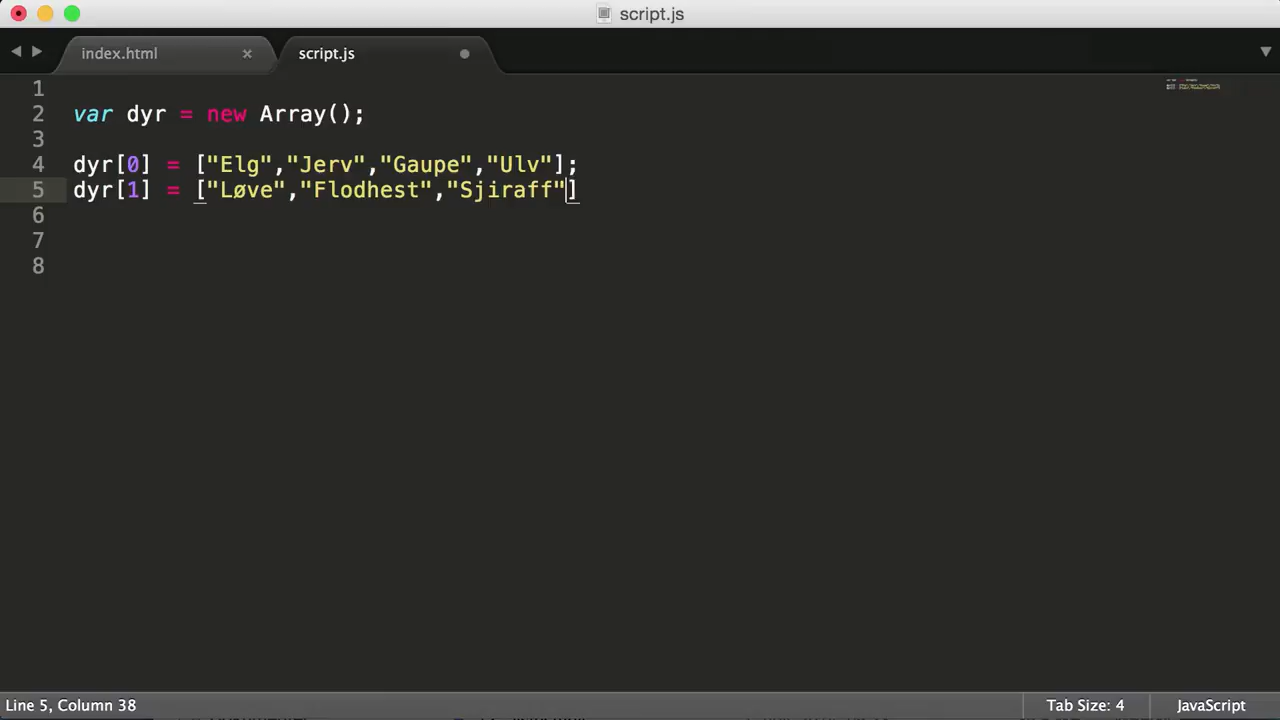 script.js
index.html × script.js
1
2 var dyr = new Array();
3
4 dyr[0] = ["Elg","Jerv","Gaupe","Ulv"];
5 dyr[1] = ["Løve","Flodhest","Sjiraff"]
6
7
8
Line 5, Column 38 Tab Size: 4 JavaScript